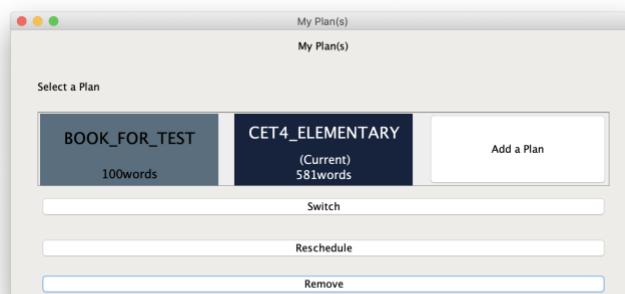 My Plan(s)
My Plan(s)
Select a Plan
BOOK_FOR_TEST
100words
CET4_ELEMENTARY
(Current)
581words
Add a Plan
Switch
Reschedule
Remove